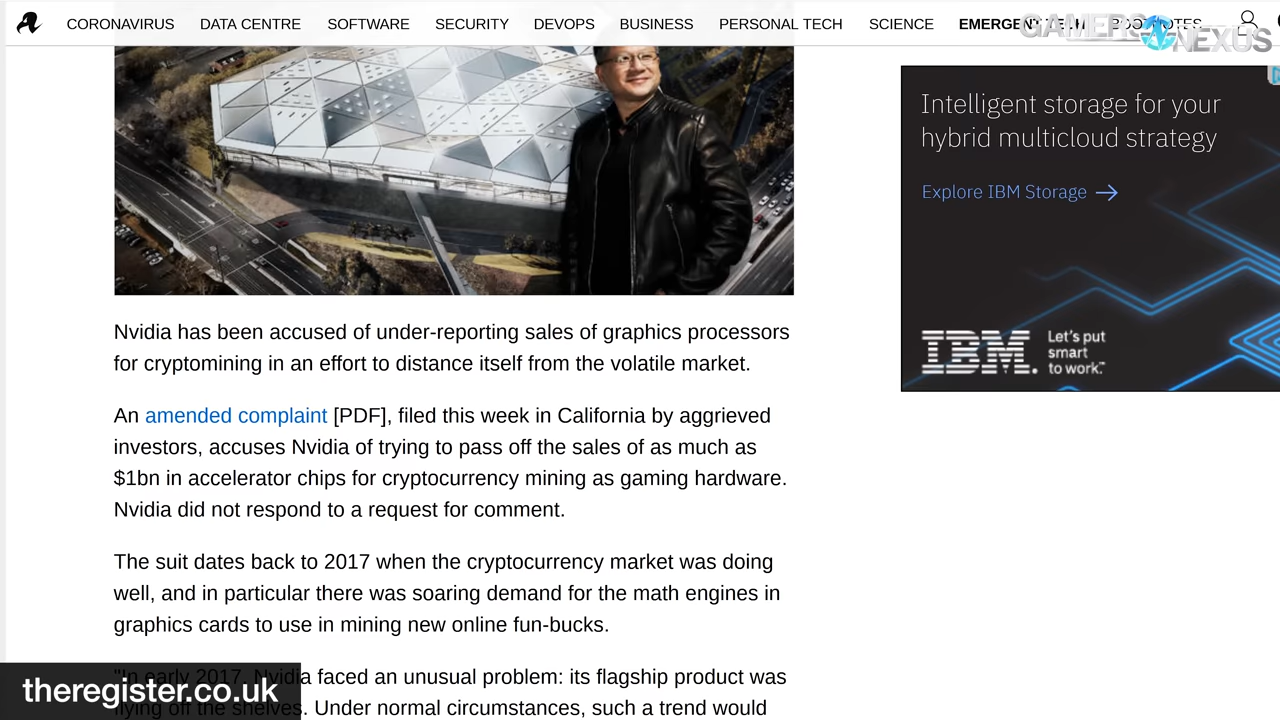 CORONAVIRUS DATA CENTRE SOFTWARE SECURITY DEVOPS BUSINESS PERSONAL TECH SCIENCE EMERGENT TECH BOOTNOTES
GAMERS NEXUS
Intelligent storage for your
hybrid multicloud strategy
Explore IBM Storage →
IBM.
Let's put
smart
to work.™
Nvidia has been accused of under-reporting sales of graphics processors
for cryptomining in an effort to distance itself from the volatile market.
An amended complaint [PDF], filed this week in California by aggrieved
investors, accuses Nvidia of trying to pass off the sales of as much as
$1bn in accelerator chips for cryptocurrency mining as gaming hardware.
Nvidia did not respond to a request for comment.
The suit dates back to 2017 when the cryptocurrency market was doing
well, and in particular there was soaring demand for the math engines in
graphics cards to use in mining new online fun-bucks.
"In early 2017, Nvidia faced an unusual problem: its flagship product was
flying off the shelves. Under normal circumstances, such a trend would
theregister.co.uk